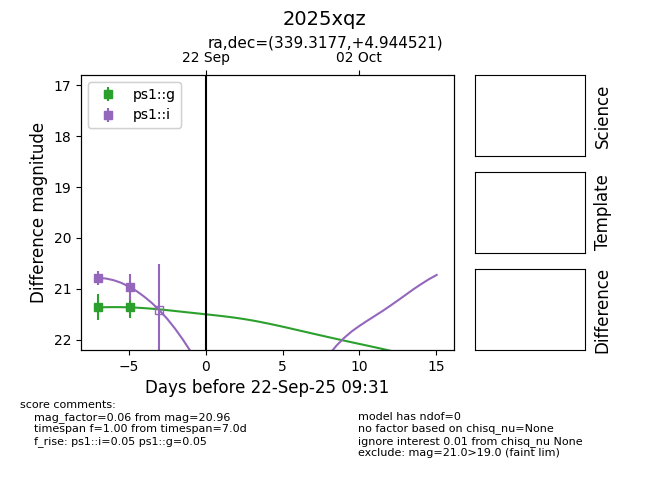 2025xqz
ra,dec=(339.3177,+4.944521)
22 Sep
02 Oct
17
18
19
20
21
22
Difference magnitude
ps1::g
ps1::i
−5
0
5
10
15
Days before 22-Sep-25 09:31
Science
Template
Difference
score comments:
mag_factor=0.06 from mag=20.96
timespan f=1.00 from timespan=7.0d
f_rise: ps1::i=0.05 ps1::g=0.05
model has ndof=0
no factor based on chisq_nu=None
ignore interest 0.01 from chisq_nu None
exclude: mag=21.0>19.0 (faint lim)